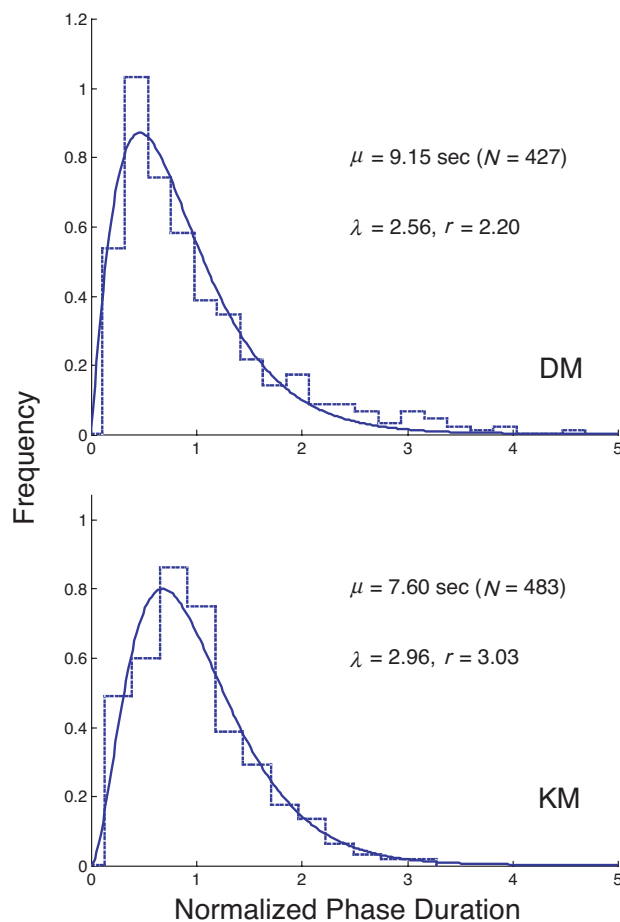 1.2
1
0.8
0.6
0.4
0.2
0
μ = 9.15 sec (N = 427)
λ = 2.56, r = 2.20
DM
0 1 2 3 4 5
Frequency
1
0.8
0.6
0.4
0.2
0
μ = 7.60 sec (N = 483)
λ = 2.96, r = 3.03
KM
0 1 2 3 4 5
Normalized Phase Duration